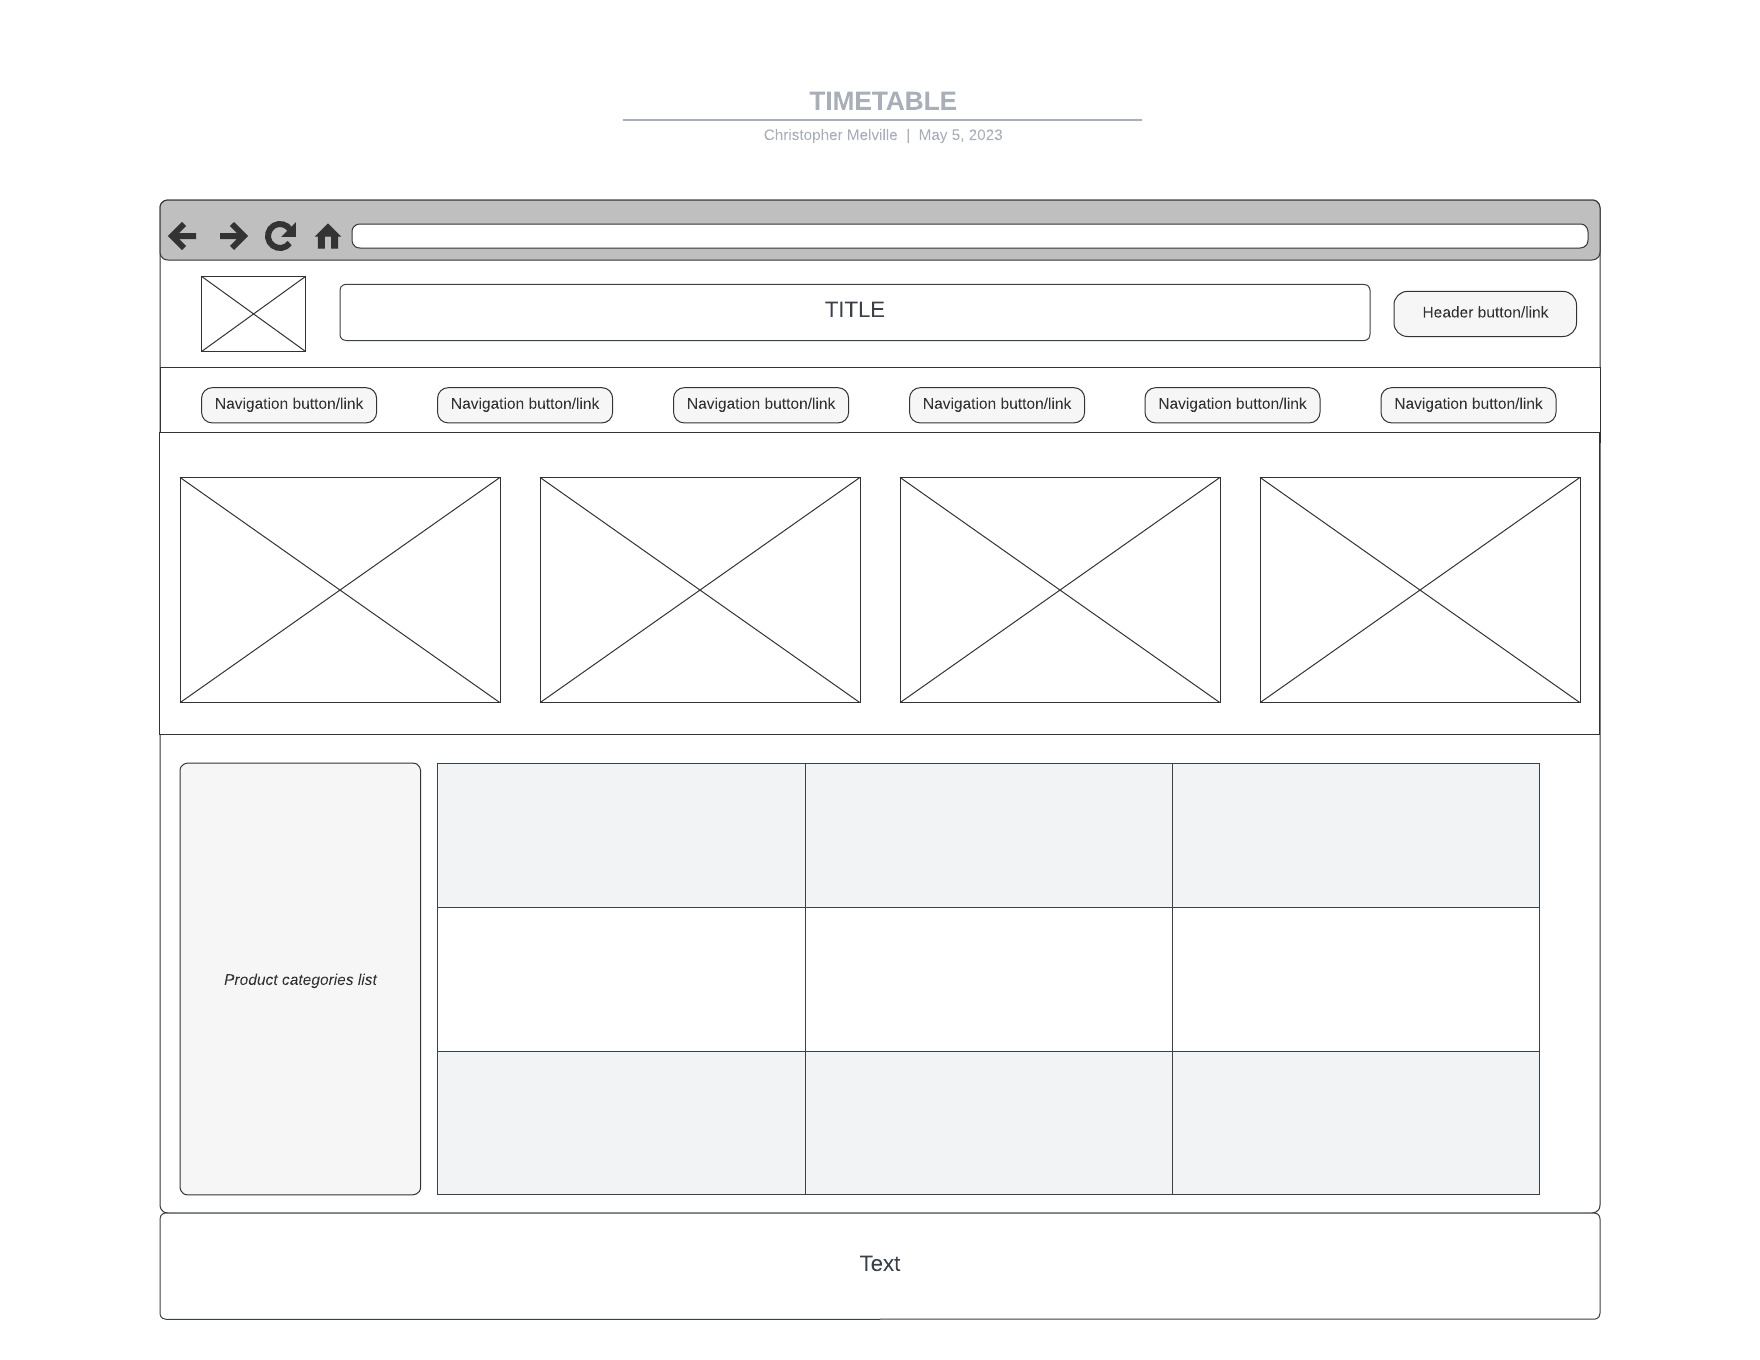 TIMETABLE
Christopher Melville | May 5, 2023
TITLE
Header button/link
Navigation button/link
Navigation button/link
Navigation button/link
Navigation button/link
Navigation button/link
Navigation button/link
Product categories list
Text